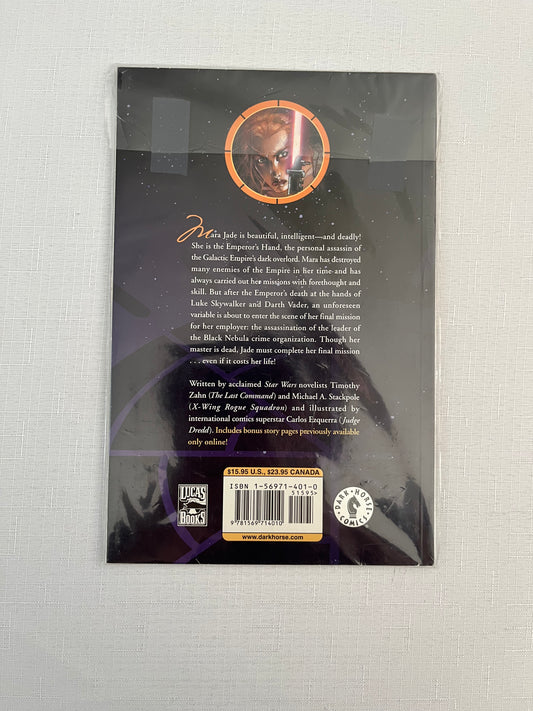 Mara Jade is beautiful, intelligent—and deadly!
She is the Emperor's Hand, the personal assassin of
the Galactic Empire's dark overlord. Mara has destroyed
many enemies of the Empire in her time and has
always carried out her missions with forethought and
skill. But after the Emperor's death at the hands of
Luke Skywalker and Darth Vader, an unforeseen
variable is about to enter the scene of her final mission
for her employer: the assassination of the leader of
the Black Nebula crime organization. Though her
master is dead, Jade must complete her final mission
. . . even if it costs her life!
Written by acclaimed Star Wars novelists Timothy
Zahn (The Last Command) and Michael A. Stackpole
(X-Wing Rogue Squadron) and illustrated by
international comics superstar Carlos Ezquerra (Judge
Dredd). Includes bonus story pages previously available
only online!
$15.95 U.S., $23.95 CANADA
ISBN 1-56971-401-0
51595>
9 781569 714010
www.darkhorse.com
LUCAS
BOOKS
DARK HORSE
COMICS